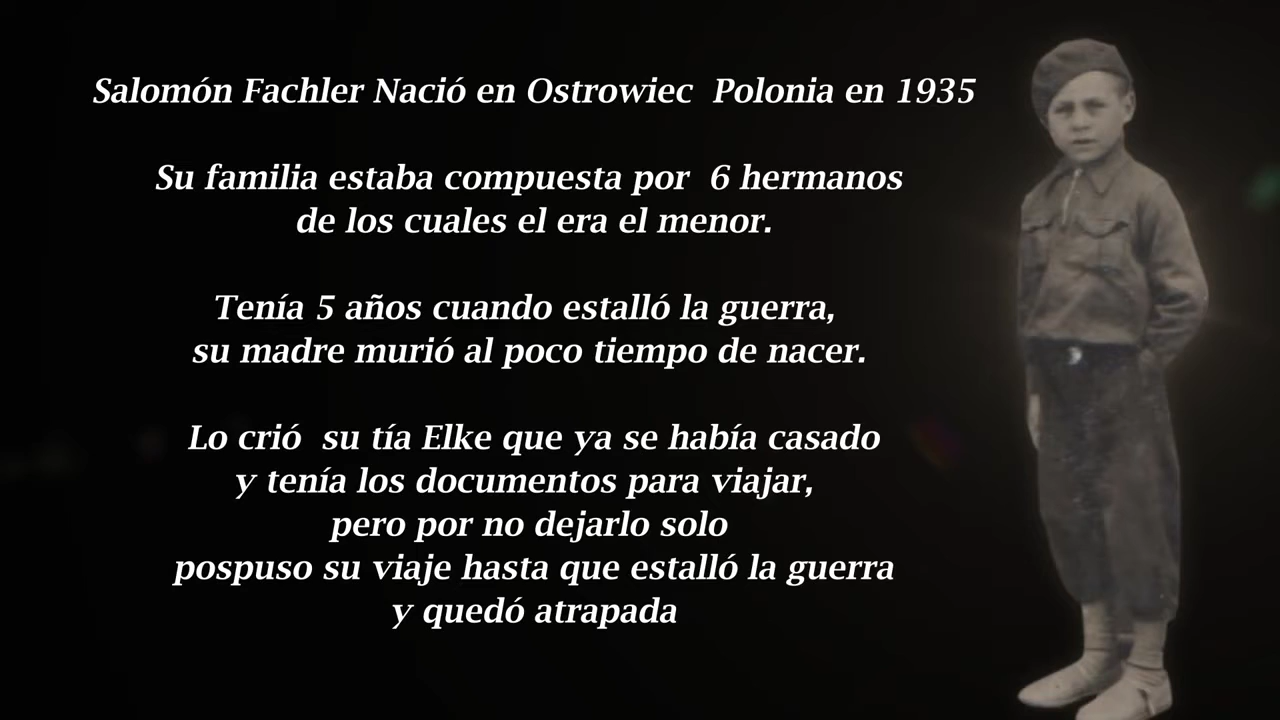 Salomón Fachler Nació en Ostrowiec  Polonia en 1935
Su familia estaba compuesta por  6 hermanos
de los cuales el era el menor.
Tenía 5 años cuando estalló la guerra,
su madre murió al poco tiempo de nacer.
Lo crió  su tía Elke que ya se había casado
y tenía los documentos para viajar,
pero por no dejarlo solo
pospuso su viaje hasta que estalló la guerra
y quedó atrapada